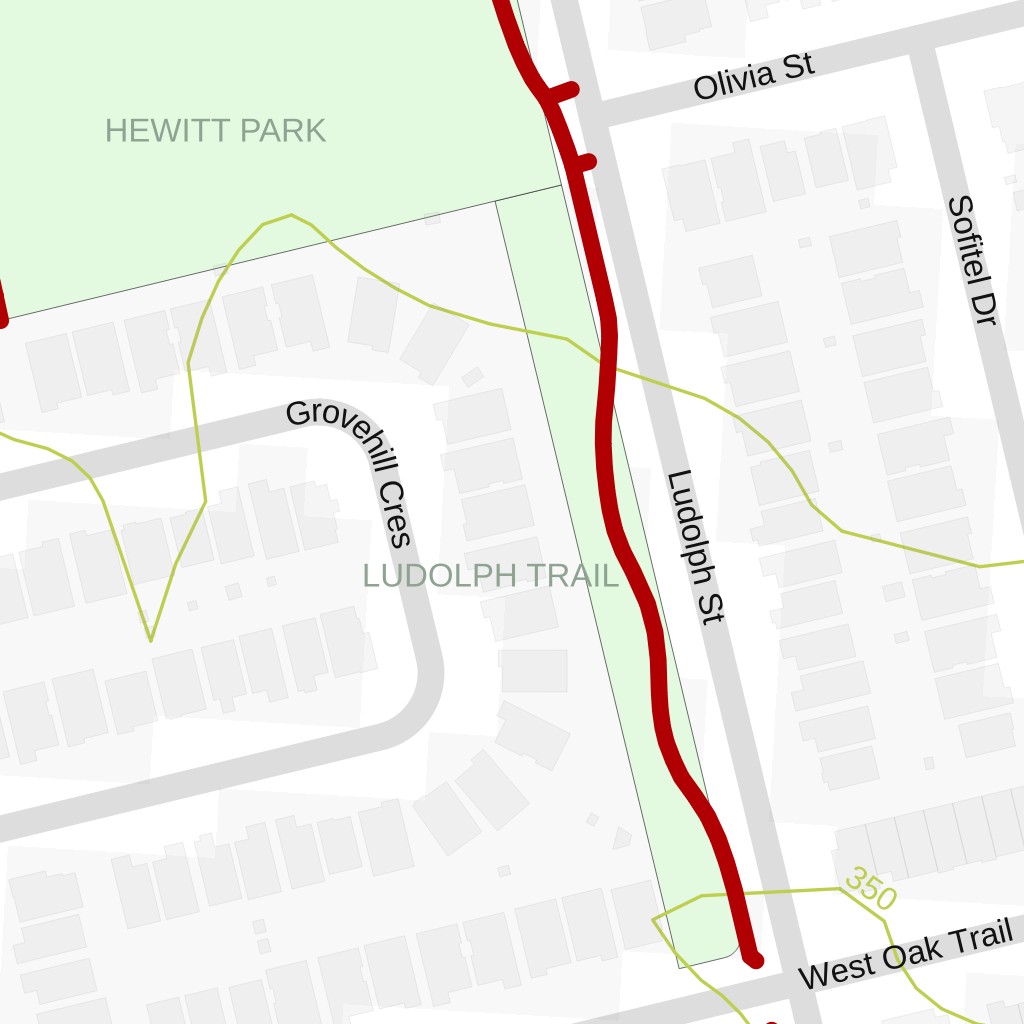 Olivia St
HEWITT PARK
Sofitel Dr
Grovehill Cres
Ludolph St
LUDOLPH TRAIL
350
West Oak Trail